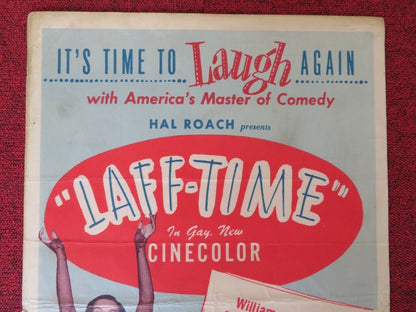 IT'S TIME TO Laugh AGAIN
with America's Master of Comedy
HAL ROACH presents
"LAFF-TIME"
In Gay, New
CINECOLOR
William